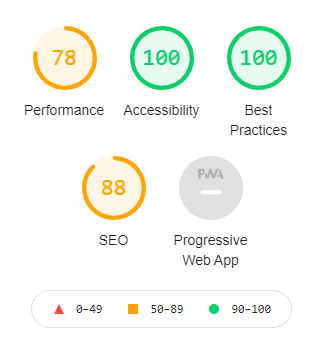 78
100
100
Performance
Accessibility
Best
Practices
88
PWA
SEO
Progressive
Web App
0-49
50-89
90-100